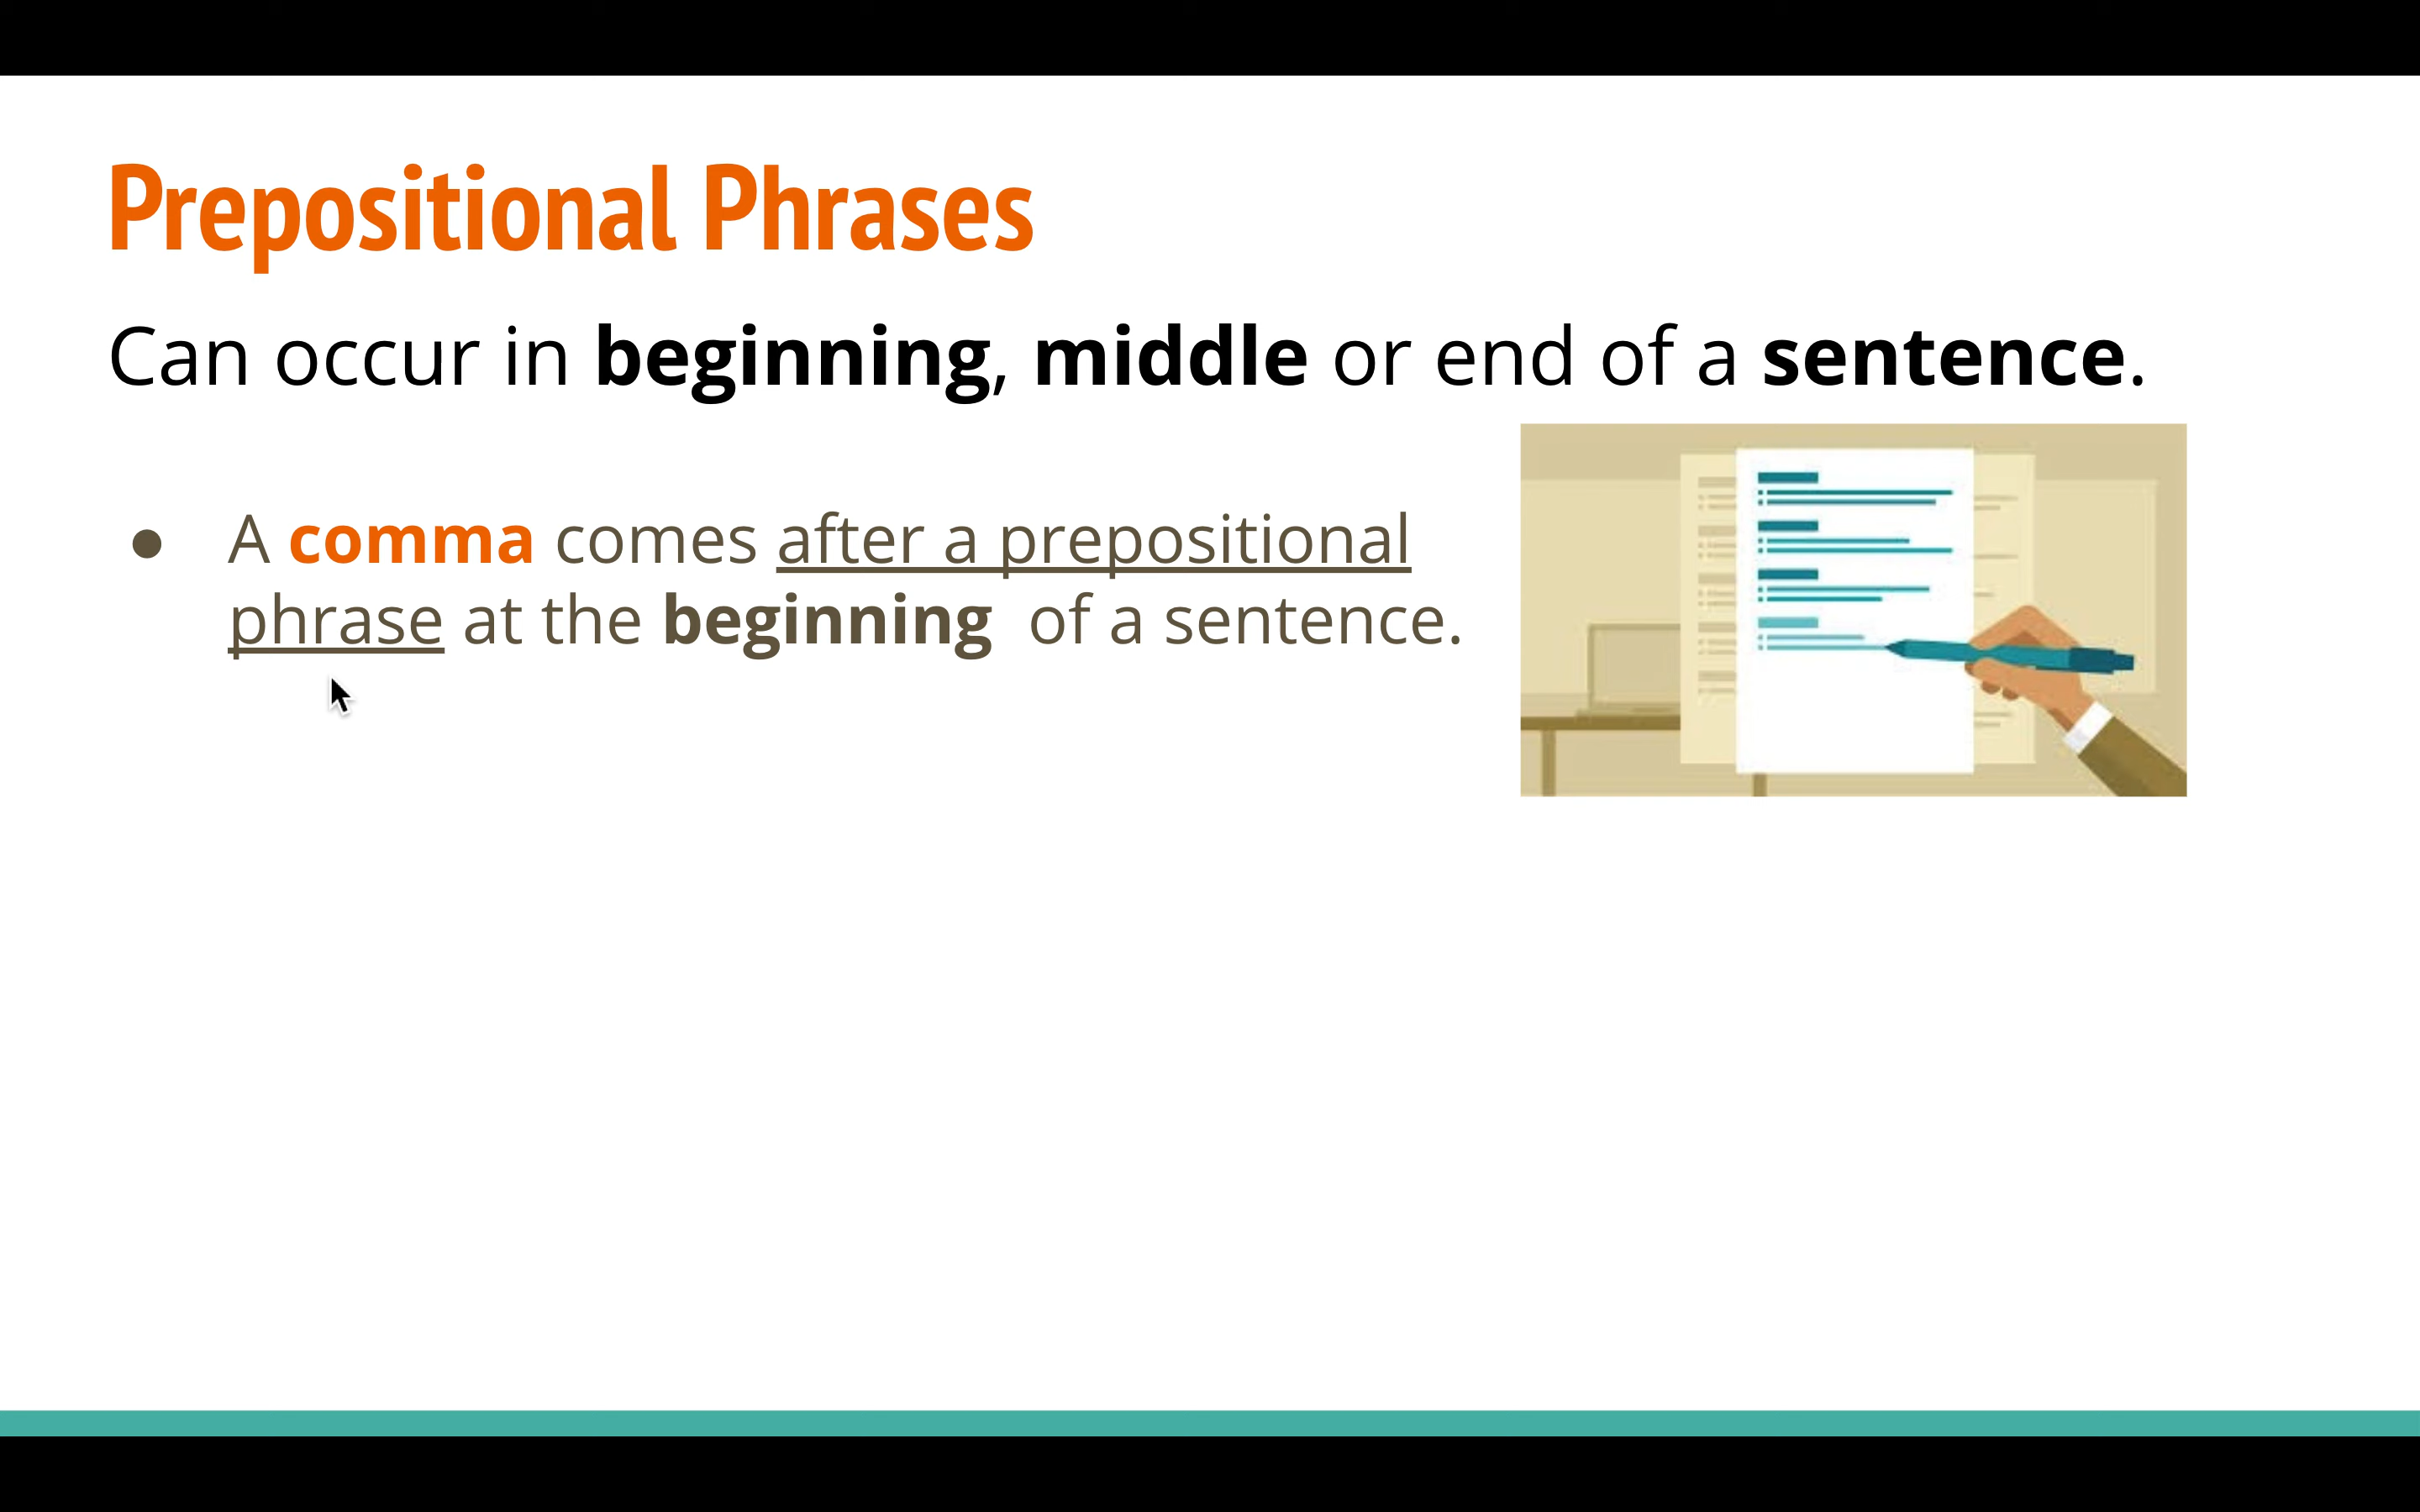 Prepositional Phrases
Can occur in beginning, middle or end of a sentence.
● A comma comes after a prepositional
phrase at the beginning  of a sentence.